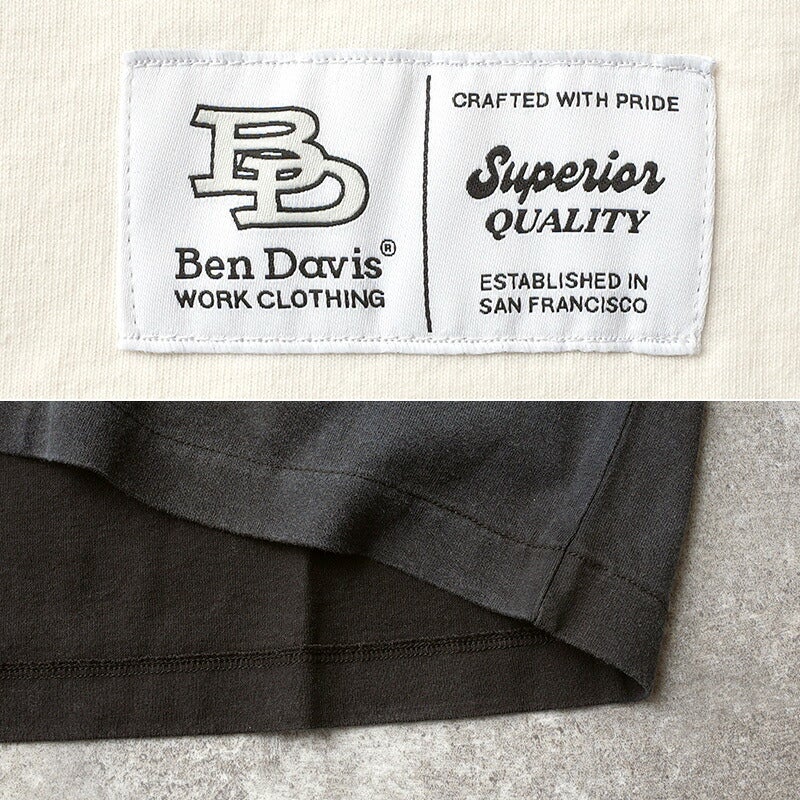 BD
Ben Davis®
WORK CLOTHING
CRAFTED WITH PRIDE
Superior
QUALITY
ESTABLISHED IN
SAN FRANCISCO